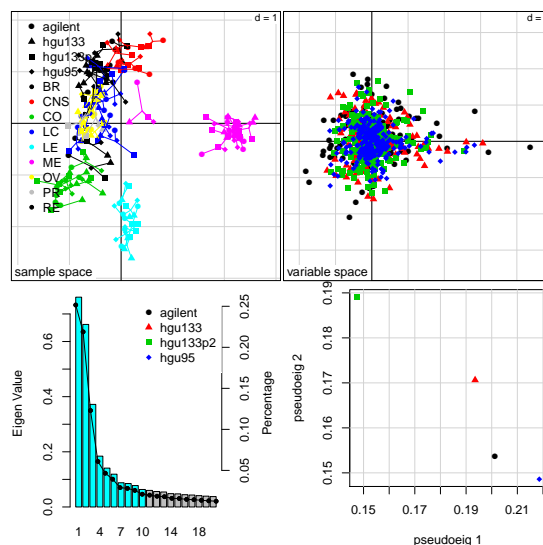 d = 1
agilent
hgu133
hgu133
hgu95
BR
CNS
CO
LC
LE
ME
OV
PR
RE
sample space
d =
variable space
Eigen Value
0.0 0.2 0.4 0.6
1 4 7 10 14 18
0.05 0.10 0.15 0.20 0.25
Percentage
agilent
hgu133
hgu133p2
hgu95
pseudoeig 2
0.15 0.16 0.17 0.18 0.19
0.15 0.17 0.19 0.21
pseudoeig 1